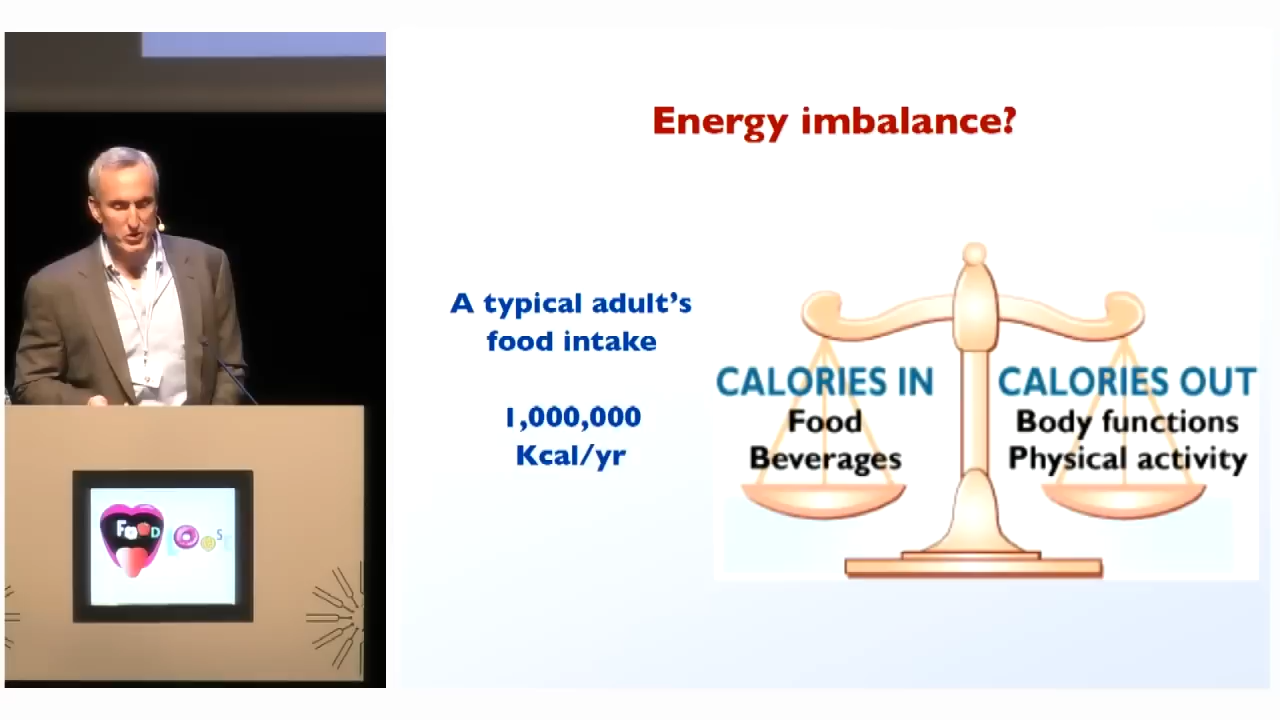 Energy imbalance?
A typical adult's
food intake
1,000,000
Kcal/yr
CALORIES IN
Food
Beverages
CALORIES OUT
Body functions
Physical activity
FooD